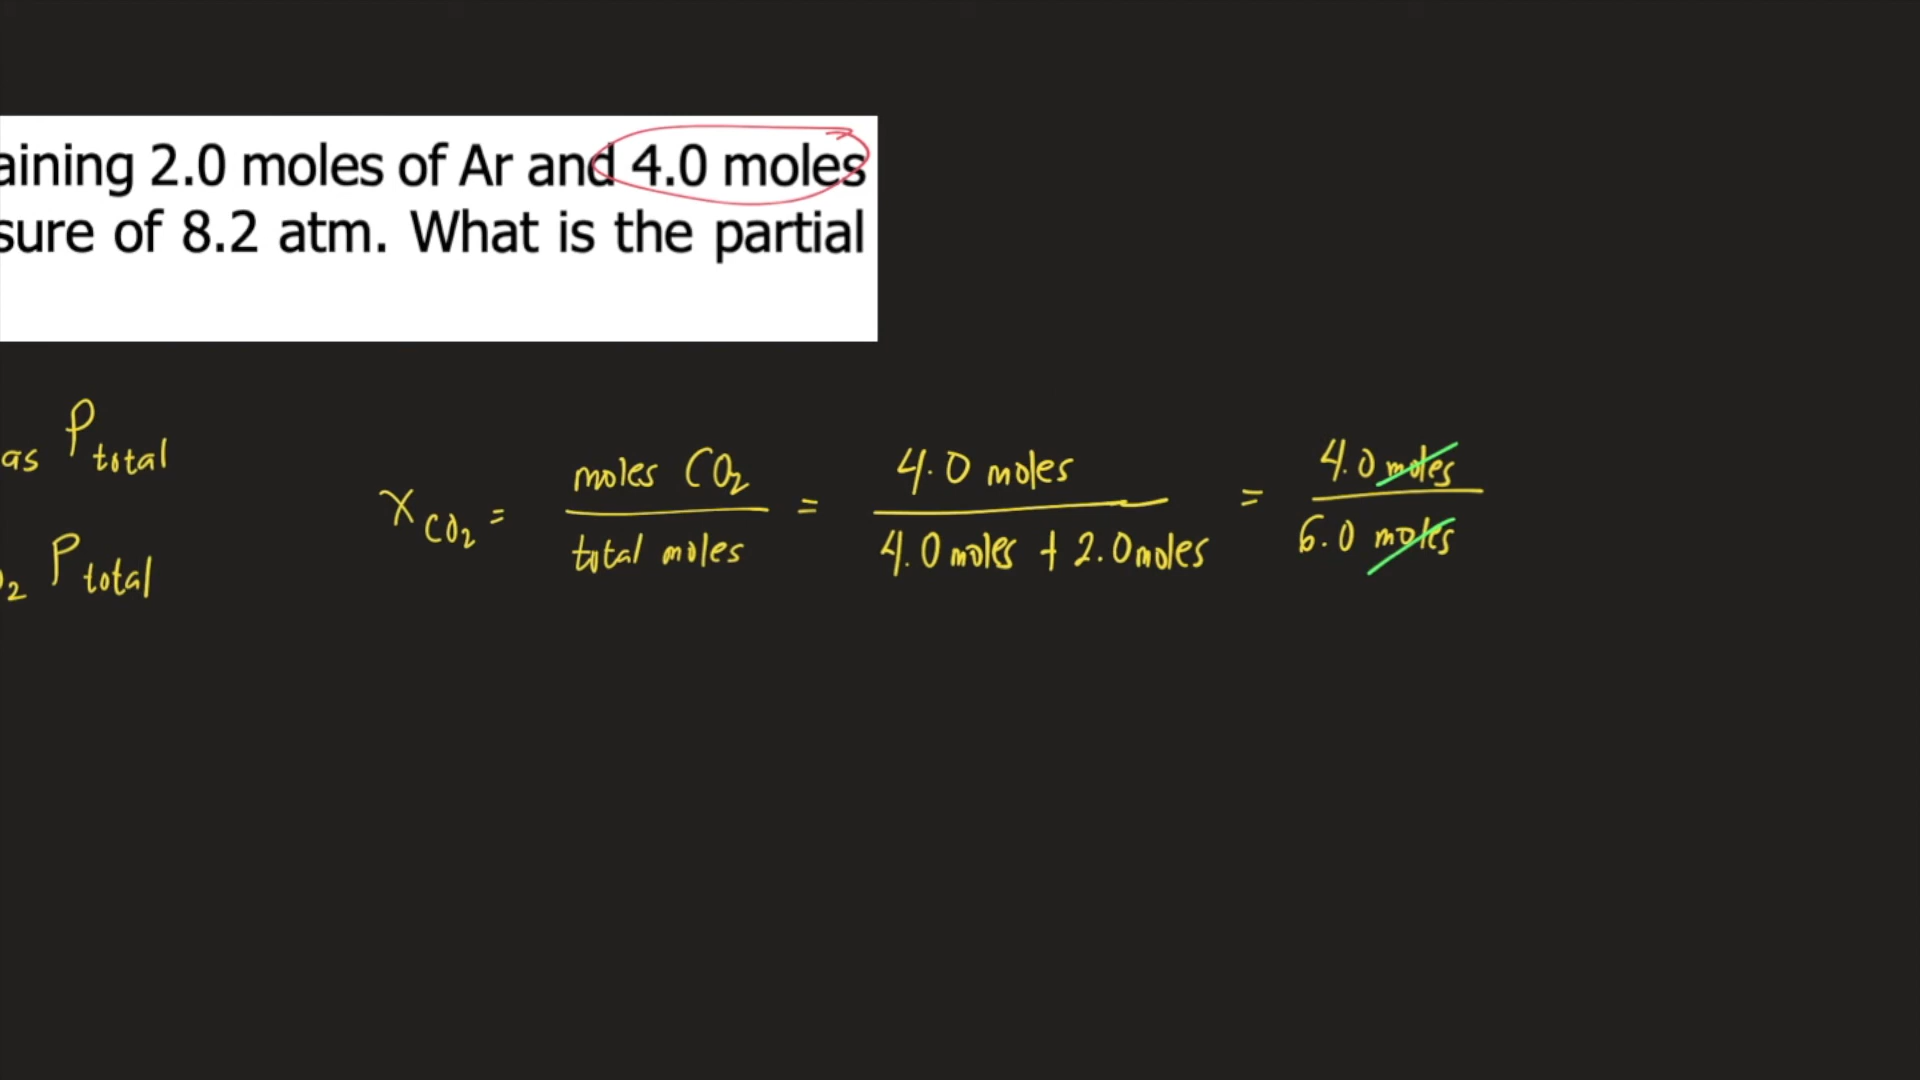 aining 2.0 moles of Ar and 4.0 moles
sure of 8.2 atm. What is the partial
as P total
2 P total
X CO2 = moles CO2 / total moles = 4.0 moles / 4.0 moles + 2.0 moles = 4.0 moles / 6.0 moles